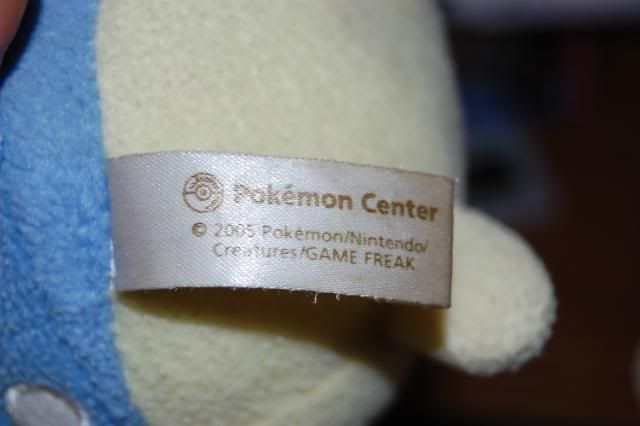 Pokémon Center
© 2005 Pokémon/Nintendo/
Creatures/GAME FREAK